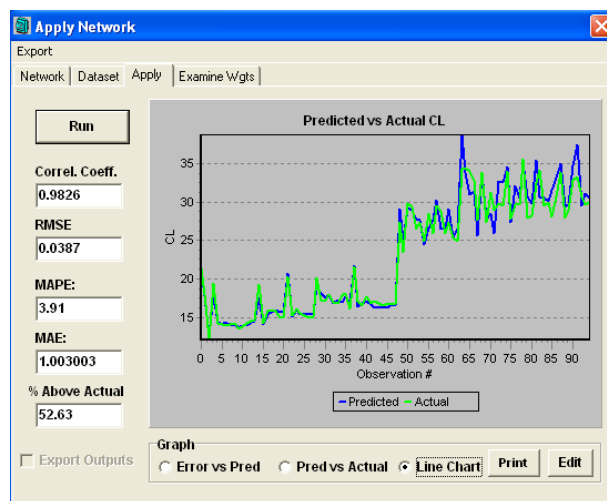 Apply Network
Export
Network Dataset Apply Examine Wgts
Run
Correl. Coeff.
0.9826
RMSE
0.0387
MAPE:
3.91
MAE:
1.003003
% Above Actual
52.63
Export Outputs
Predicted vs Actual CL
CL
35
30
25
20
15
0 5 10 15 20 25 30 35 40 45 50 55 60 65 70 75 80 85 90
Observation #
Predicted Actual
Graph
Error vs Pred Pred vs Actual Line Chart Print Edit